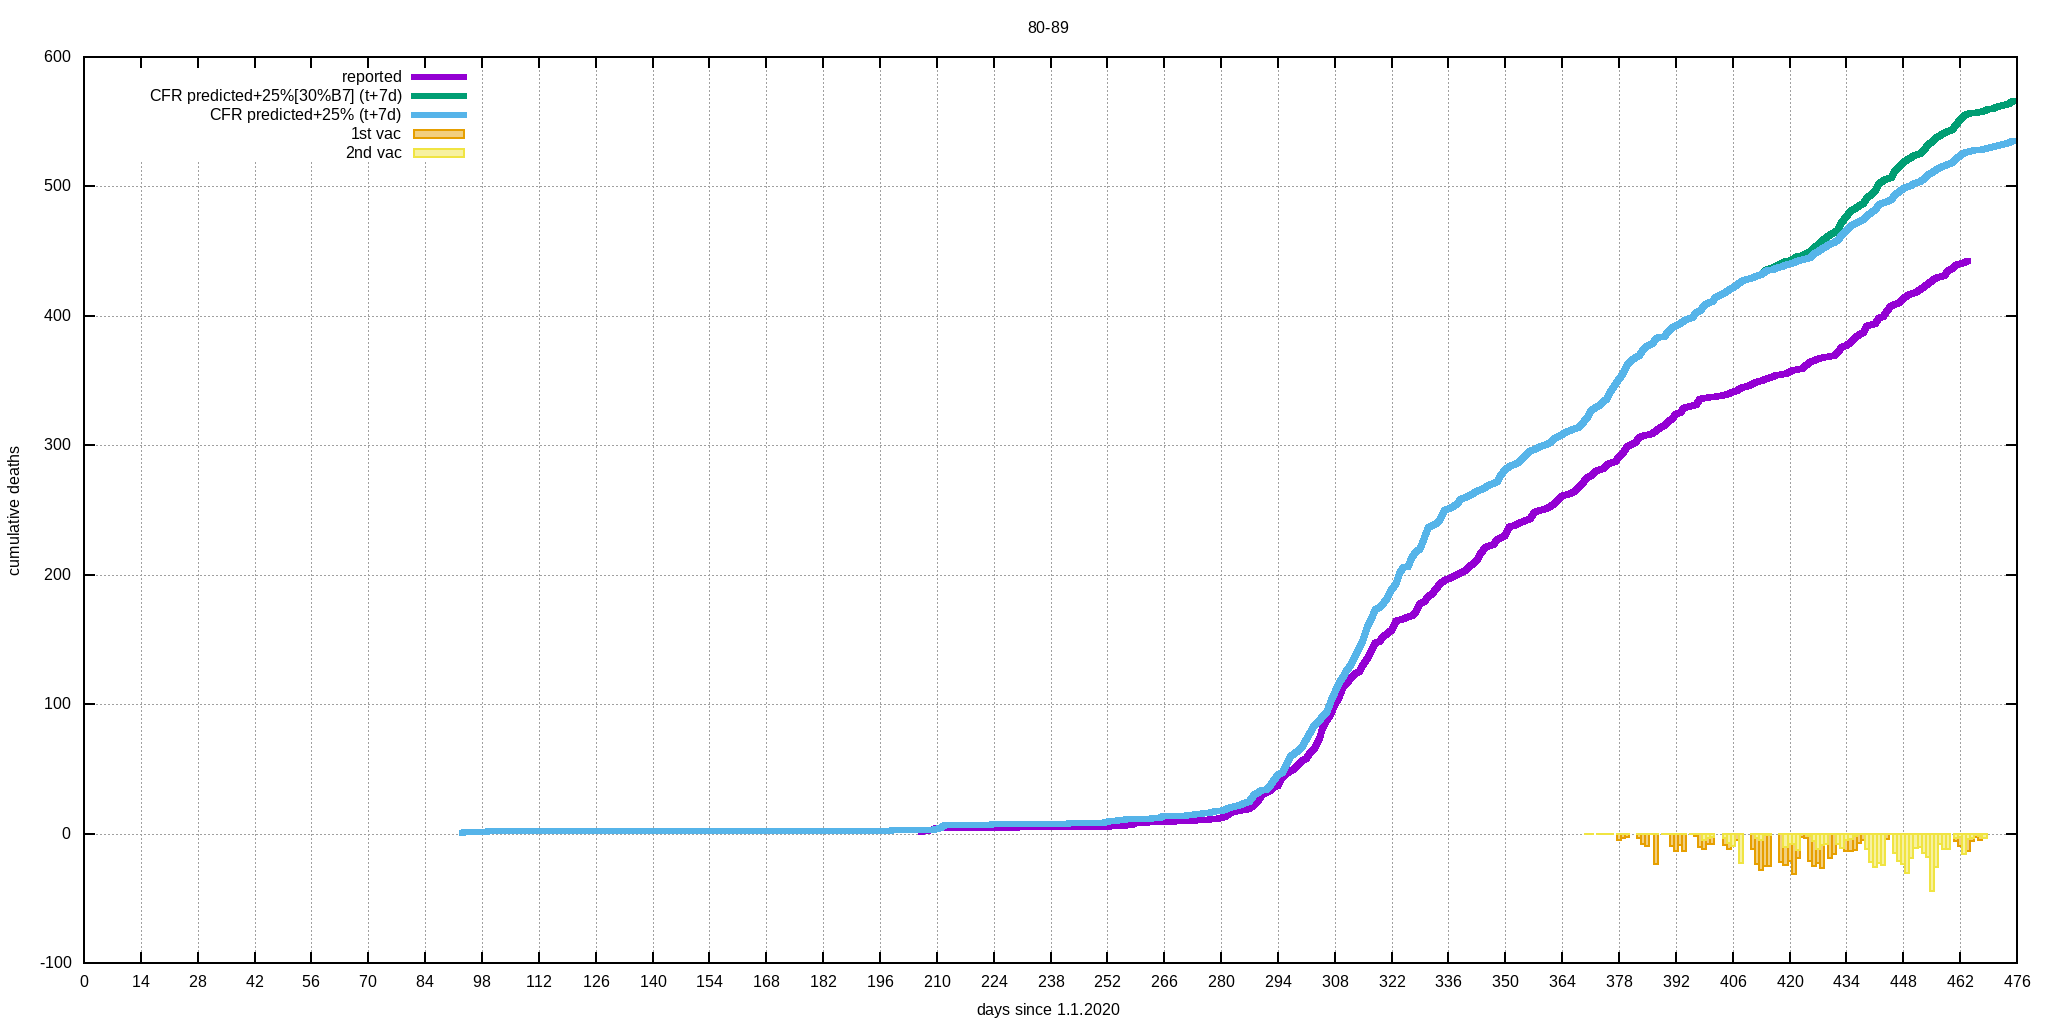 80-89
600
500
400
300
200
100
0
-100
cumulative deaths
reported
CFR predicted+25%[30%B7] (t+7d)
CFR predicted+25% (t+7d)
1st vac
2nd vac
0 14 28 42 56 70 84 98 112 126 140 154 168 182 196 210 224 238 252 266 280 294 308 322 336 350 364 378 392 406 420 434 448 462 476
days since 1.1.2020